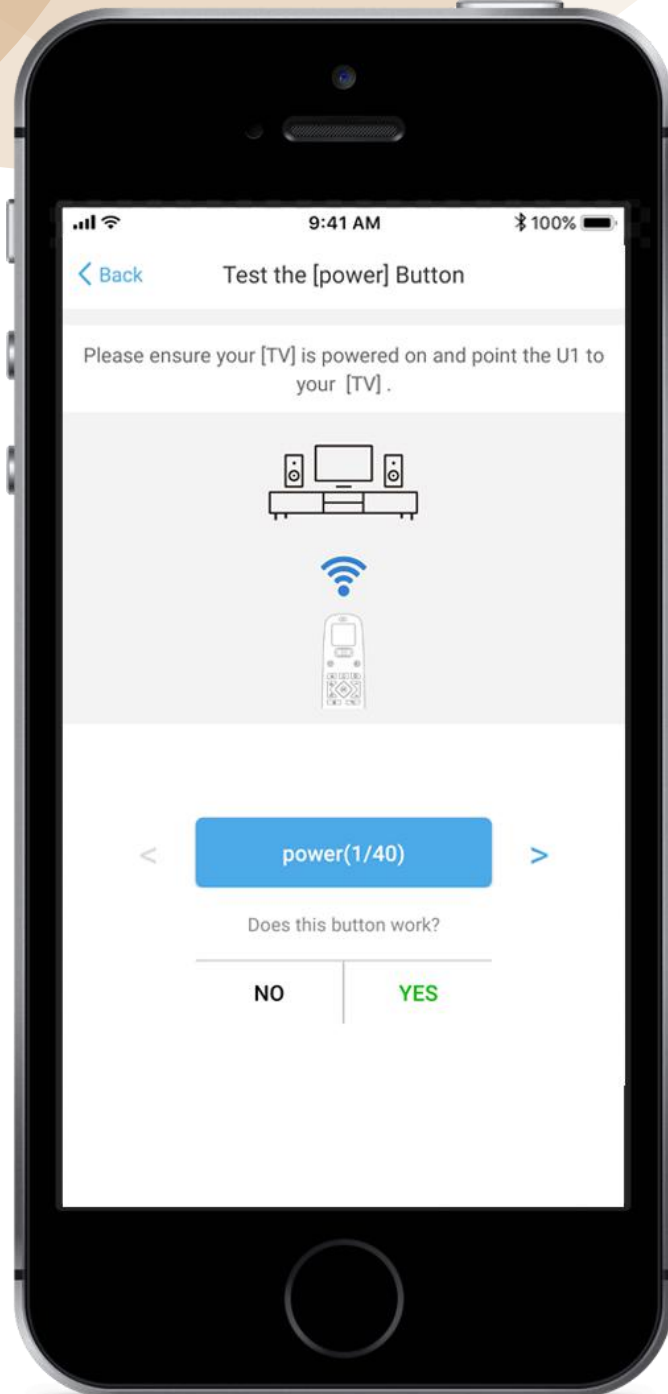 9:41 AM
100%
< Back
Test the [power] Button
Please ensure your [TV] is powered on and point the U1 to
your [TV] .
< power(1/40) >
Does this button work?
NO
YES